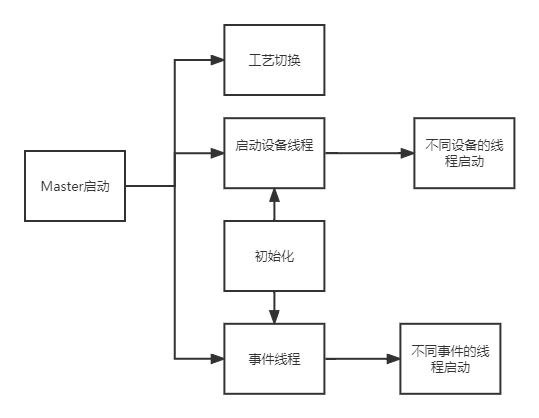 工艺切换
启动设备线程
不同设备的线
程启动
Master启动
初始化
事件线程
不同事件的线
程启动